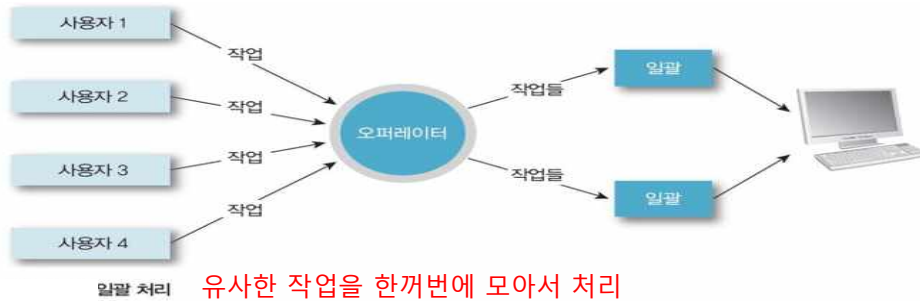 사용자 1
작업
사용자 2
작업
사용자 3
작업
사용자 4
작업
오퍼레이터
작업들
일괄
작업들
일괄
일괄 처리 유사한 작업을 한꺼번에 모아서 처리